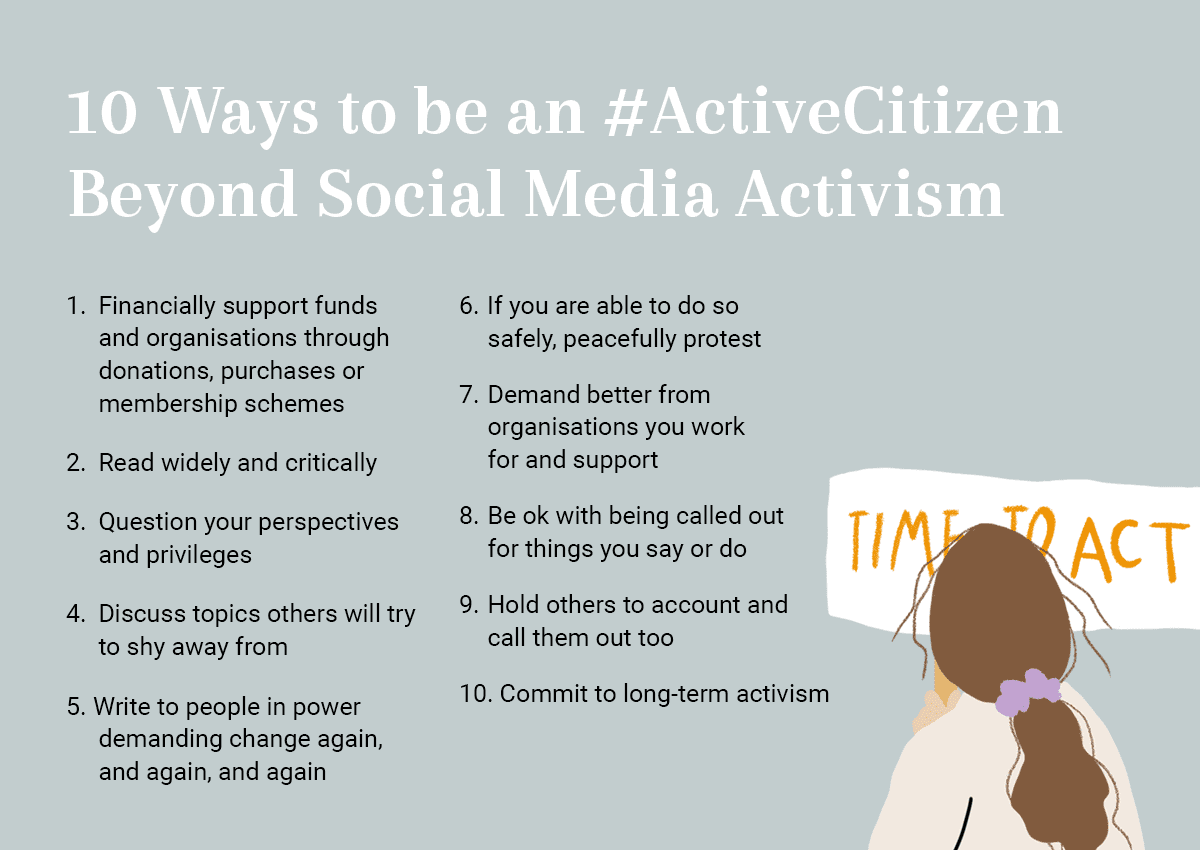 10 Ways to be an #ActiveCitizen
Beyond Social Media Activism
1. Financially support funds
and organisations through
donations, purchases or
membership schemes
2. Read widely and critically
3. Question your perspectives
and privileges
4. Discuss topics others will try
to shy away from
5. Write to people in power
demanding change again,
and again, and again
6. If you are able to do so
safely, peacefully protest
7. Demand better from
organisations you work
for and support
8. Be ok with being called out
for things you say or do
9. Hold others to account and
call them out too
10. Commit to long-term activism
TIME TO ACT